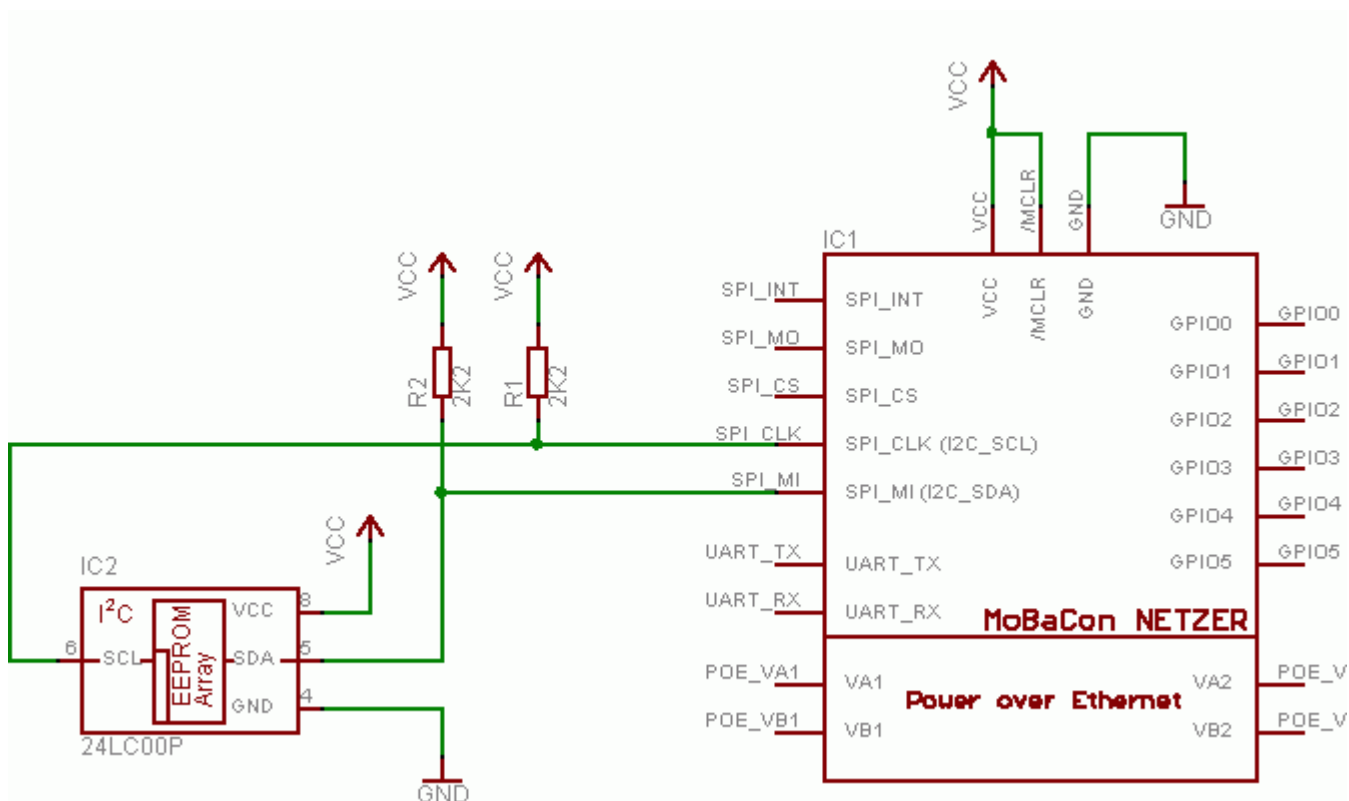 VCC
VCC
/MCLR
GND
GND
IC1
VCC
/MCLR
GND
VCC
VCC
R2
2K2
R1
2K2
SPI_INT
SPI_INT
SPI_MO
SPI_MO
SPI_CS
SPI_CS
SPI_CLK
SPI_CLK (I2C_SCL)
SPI_MI
SPI_MI (I2C_SDA)
UART_TX
UART_TX
UART_RX
UART_RX
GPIO0
GPIO0
GPIO1
GPIO1
GPIO2
GPIO2
GPIO3
GPIO3
GPIO4
GPIO4
GPIO5
GPIO5
MoBaCon NETZER
POE_VA1
VA1
Power over Ethernet
VA2
POE_V
POE_VB1
VB1
VB2
POE_V
VCC
IC2
I²C
VCC
8
6
SCL
EEPROM
Array
SDA
5
GND
4
24LC00P
GND